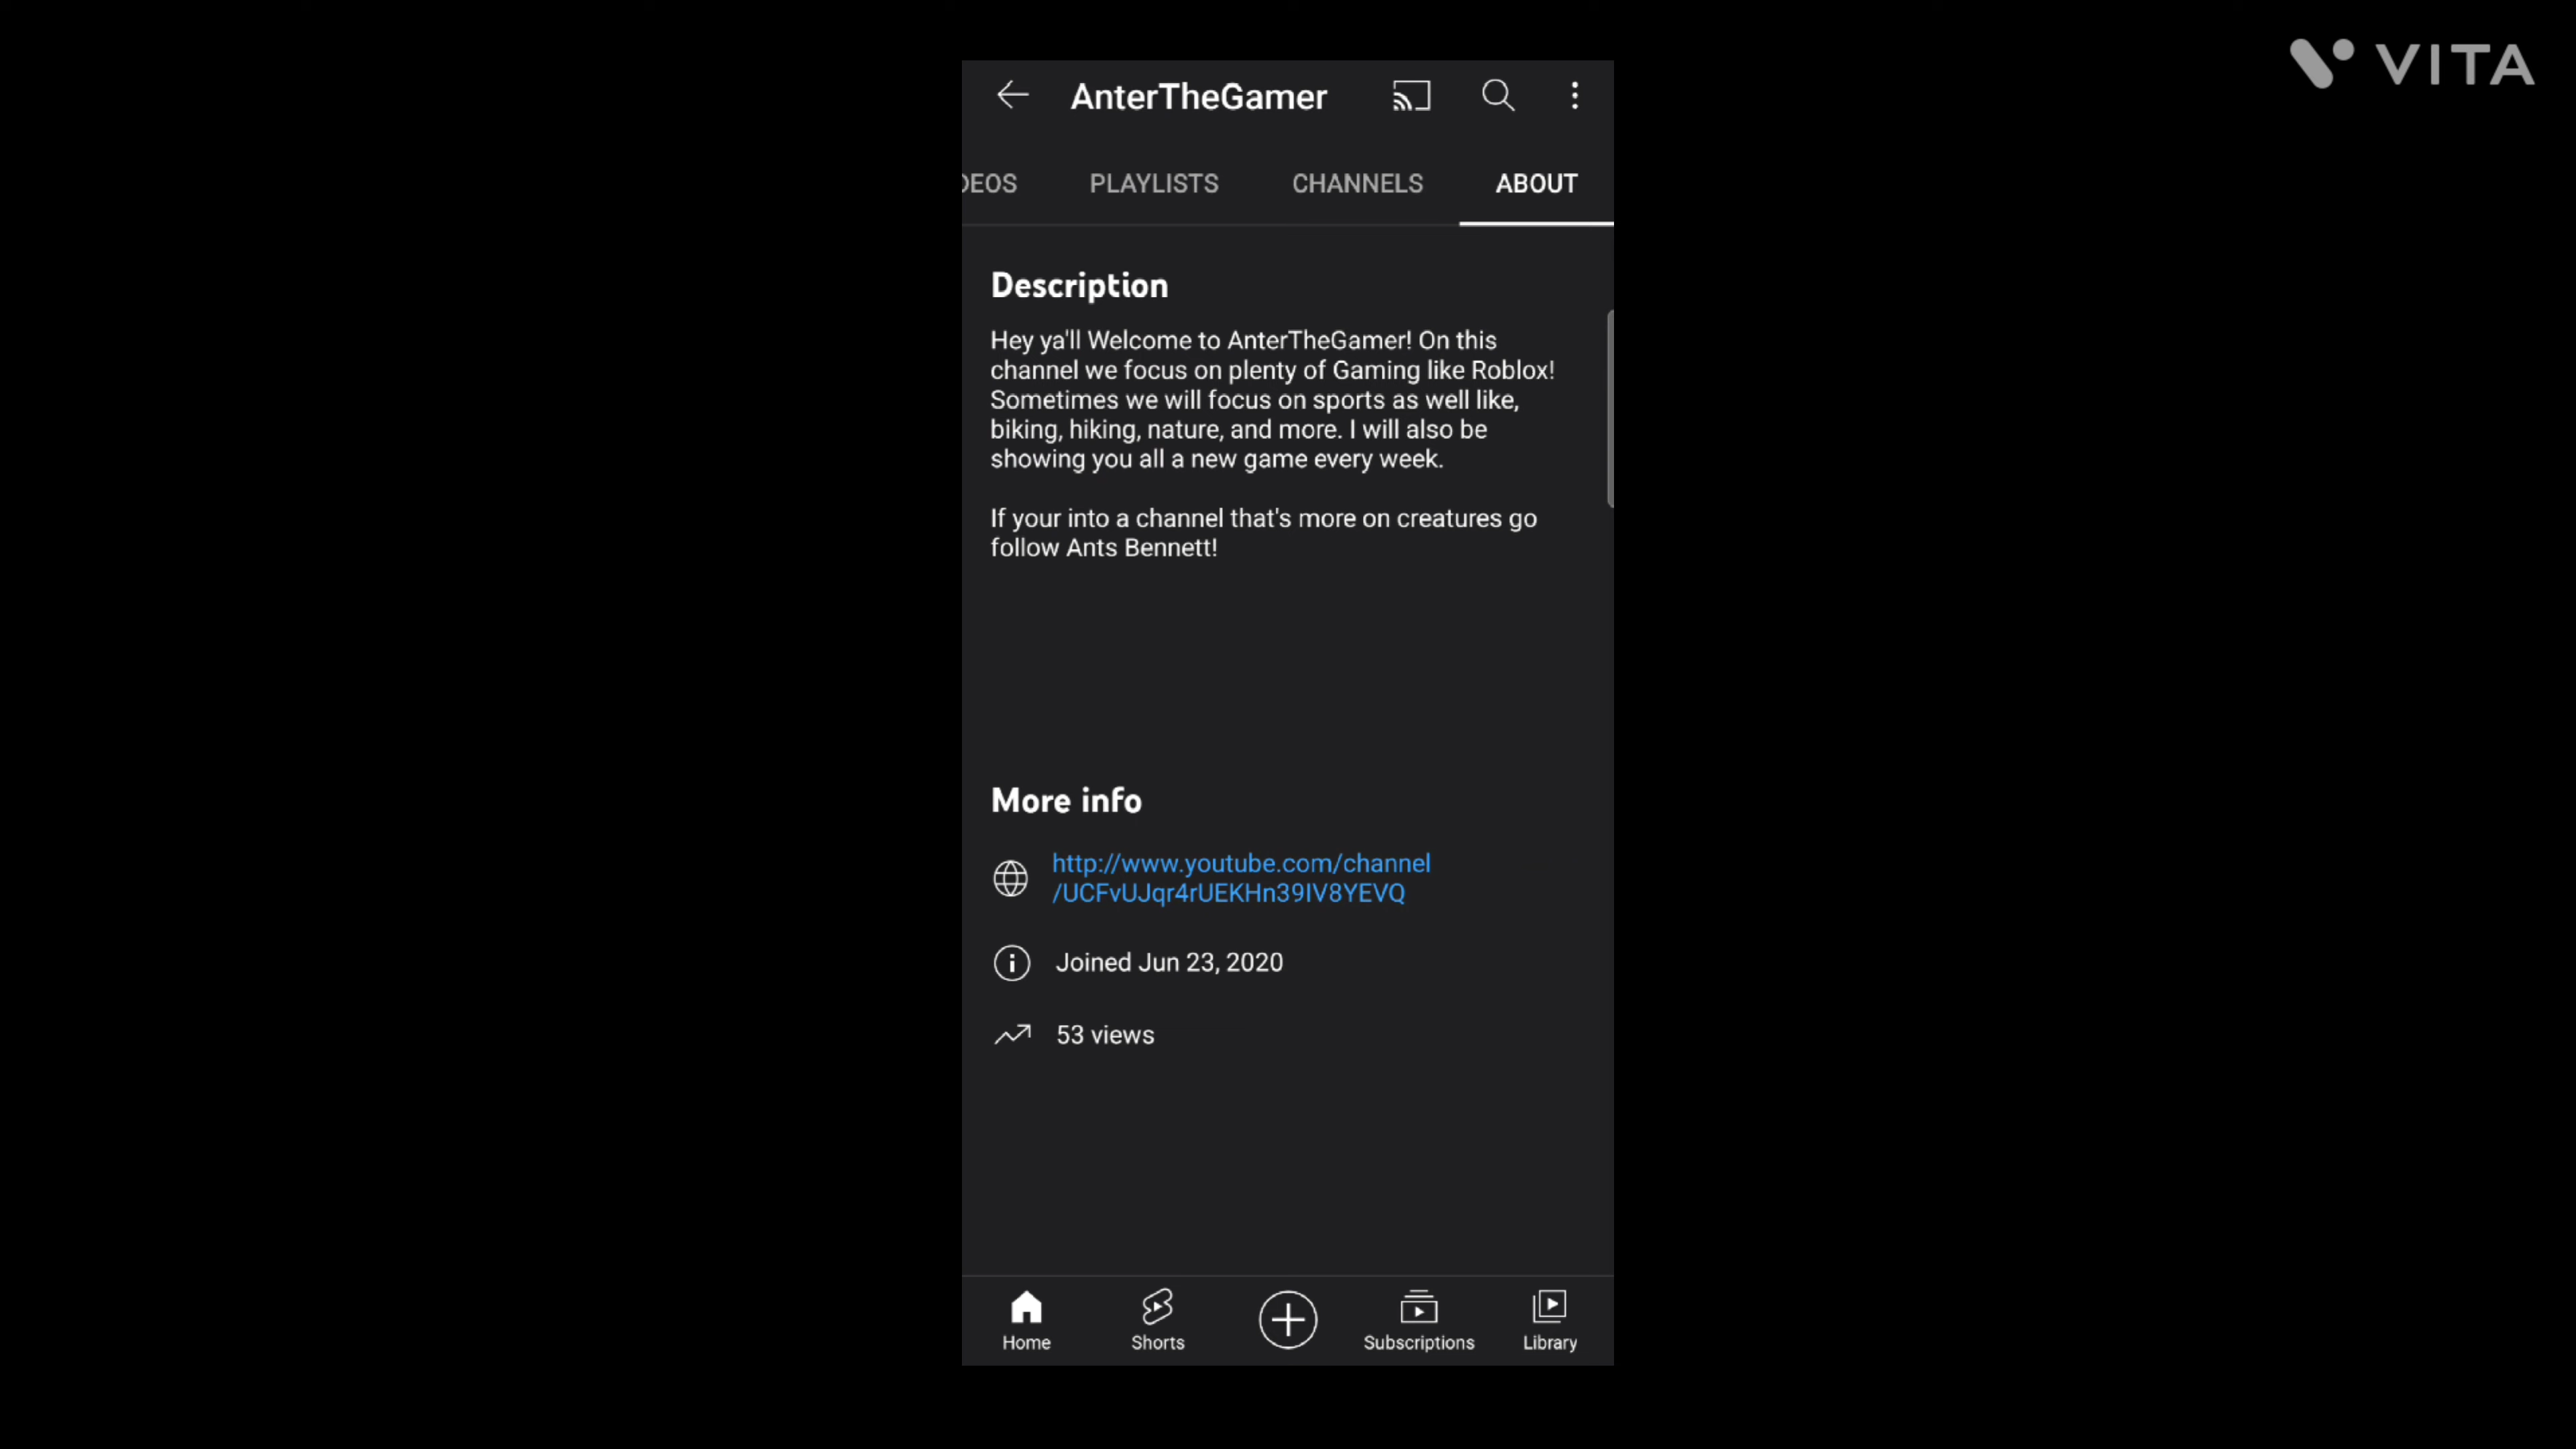 VITA
AnterTheGamer
DEOS PLAYLISTS CHANNELS ABOUT
Description
Hey ya'll Welcome to AnterTheGamer! On this
channel we focus on plenty of Gaming like Roblox!
Sometimes we will focus on sports as well like,
biking, hiking, nature, and more. I will also be
showing you all a new game every week.
If your into a channel that's more on creatures go
follow Ants Bennett!
More info
http://www.youtube.com/channel
/UCFvUJqr4rUEKHn39IV8YEVQ
Joined Jun 23, 2020
53 views
Home Shorts Subscriptions Library